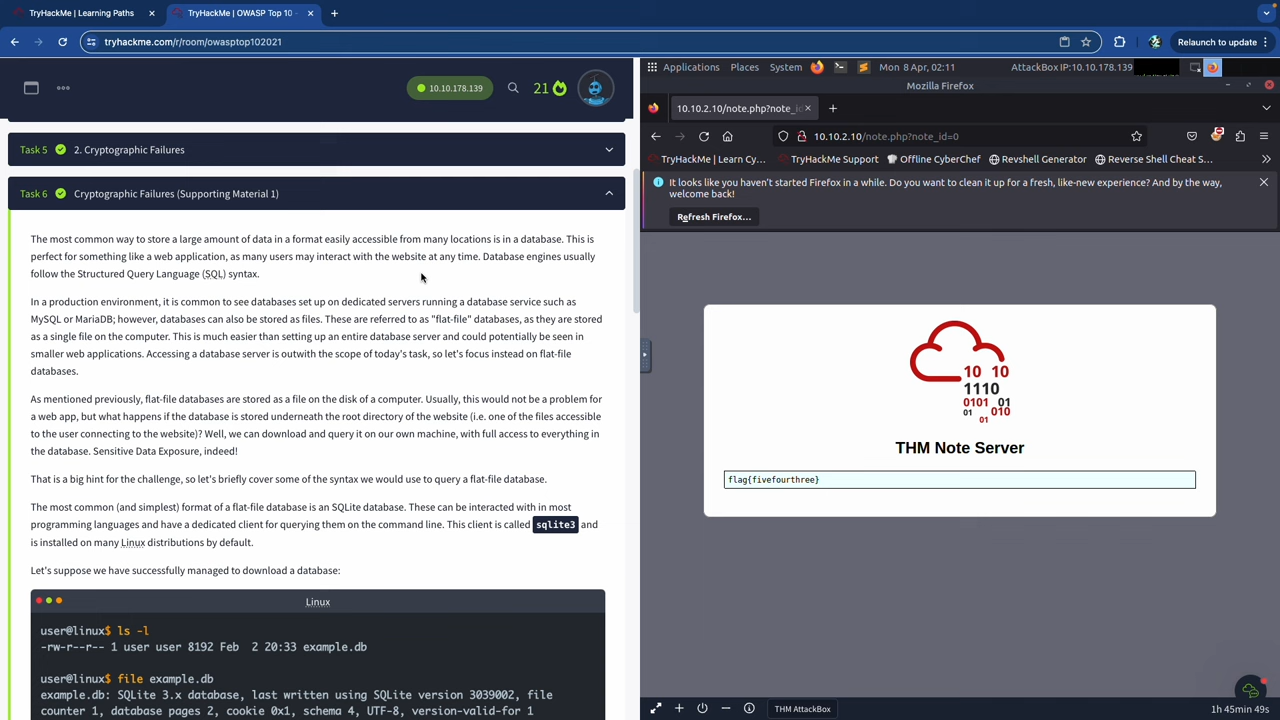 TryHackMe | Learning Paths
TryHackMe | OWASP Top 10 -
tryhackme.com/r/room/owasptop102021
Relaunch to update
10.10.178.139
21
Task 5
2. Cryptographic Failures
Task 6
Cryptographic Failures (Supporting Material 1)
The most common way to store a large amount of data in a format easily accessible from many locations is in a database. This is
perfect for something like a web application, as many users may interact with the website at any time. Database engines usually
follow the Structured Query Language (SQL) syntax.
In a production environment, it is common to see databases set up on dedicated servers running a database service such as
MySQL or MariaDB; however, databases can also be stored as files. These are referred to as "flat-file" databases, as they are stored
as a single file on the computer. This is much easier than setting up an entire database server and could potentially be seen in
smaller web applications. Accessing a database server is outwith the scope of today's task, so let's focus instead on flat-file
databases.
As mentioned previously, flat-file databases are stored as a file on the disk of a computer. Usually, this would not be a problem for
a web app, but what happens if the database is stored underneath the root directory of the website (i.e. one of the files accessible
to the user connecting to the website)? Well, we can download and query it on our own machine, with full access to everything in
the database. Sensitive Data Exposure, indeed!
That is a big hint for the challenge, so let's briefly cover some of the syntax we would use to query a flat-file database.
The most common (and simplest) format of a flat-file database is an SQLite database. These can be interacted with in most
programming languages and have a dedicated client for querying them on the command line. This client is called sqlite3 and
is installed on many Linux distributions by default.
Let's suppose we have successfully managed to download a database:
Linux
user@linux$ ls -l
-rw-r--r-- 1 user user 8192 Feb  2 20:33 example.db
user@linux$ file example.db
example.db: SQLite 3.x database, last written using SQLite version 3039002, file
counter 1, database pages 2, cookie 0x1, schema 4, UTF-8, version-valid-for 1
Applications Places System Mon 8 Apr, 02:11 AttackBox IP:10.10.178.139
Mozilla Firefox
10.10.2.10/note.php?note_i
10.10.2.10/note.php?note_id=0
TryHackMe | Learn Cy... TryHackMe Support Offline CyberChef Revshell Generator Reverse Shell Cheat S...
It looks like you haven't started Firefox in a while. Do you want to clean it up for a fresh, like-new experience? And by the way,
welcome back!
Refresh Firefox...
10 10
1110
0101 01
01 010
01
THM Note Server
flag{fivefourthree}
THM AttackBox
1h 45min 49s